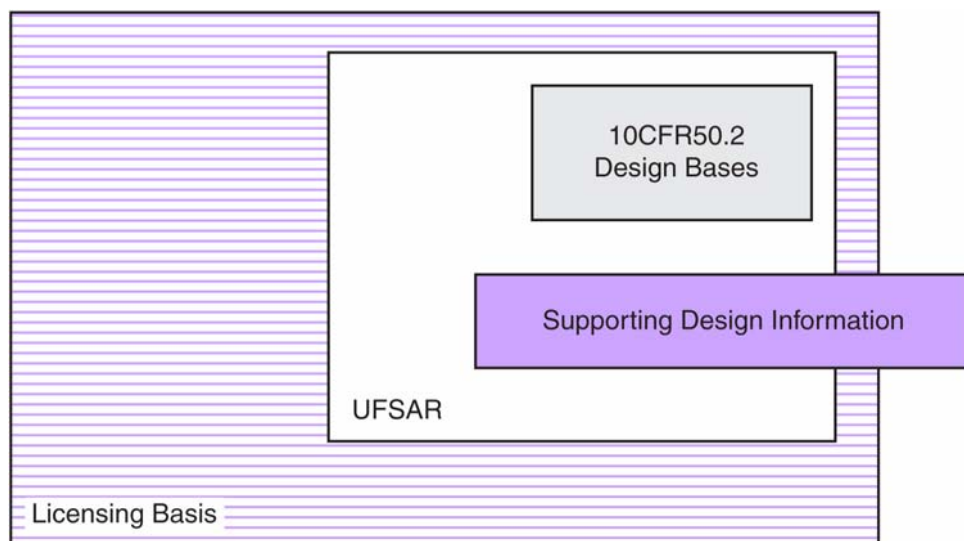 10CFR50.2
Design Bases
Supporting Design Information
UFSAR
Licensing Basis